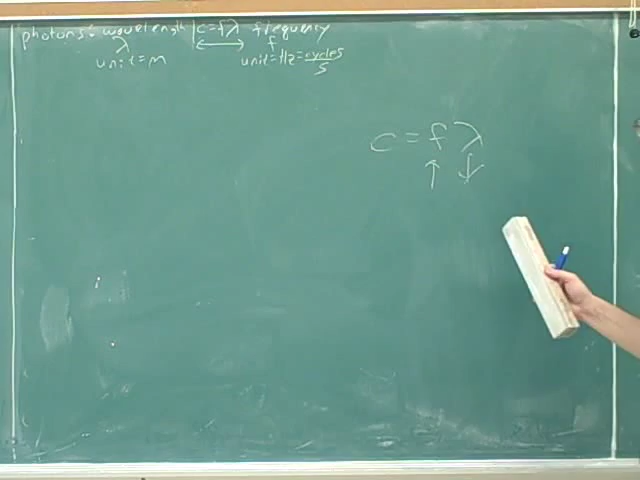 photons: wavelength | c=fλ frequency
λ ⟷ f
unit=m unit=Hz=cycles/s
c = f λ
↑ ↓